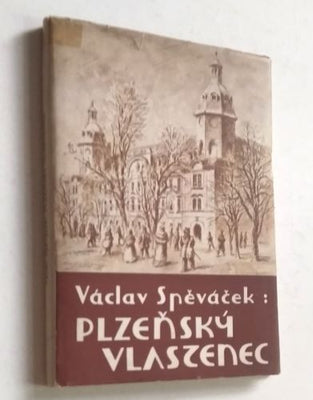 Václav Spěváček :
PLZEŇSKÝ
VLASTENEC